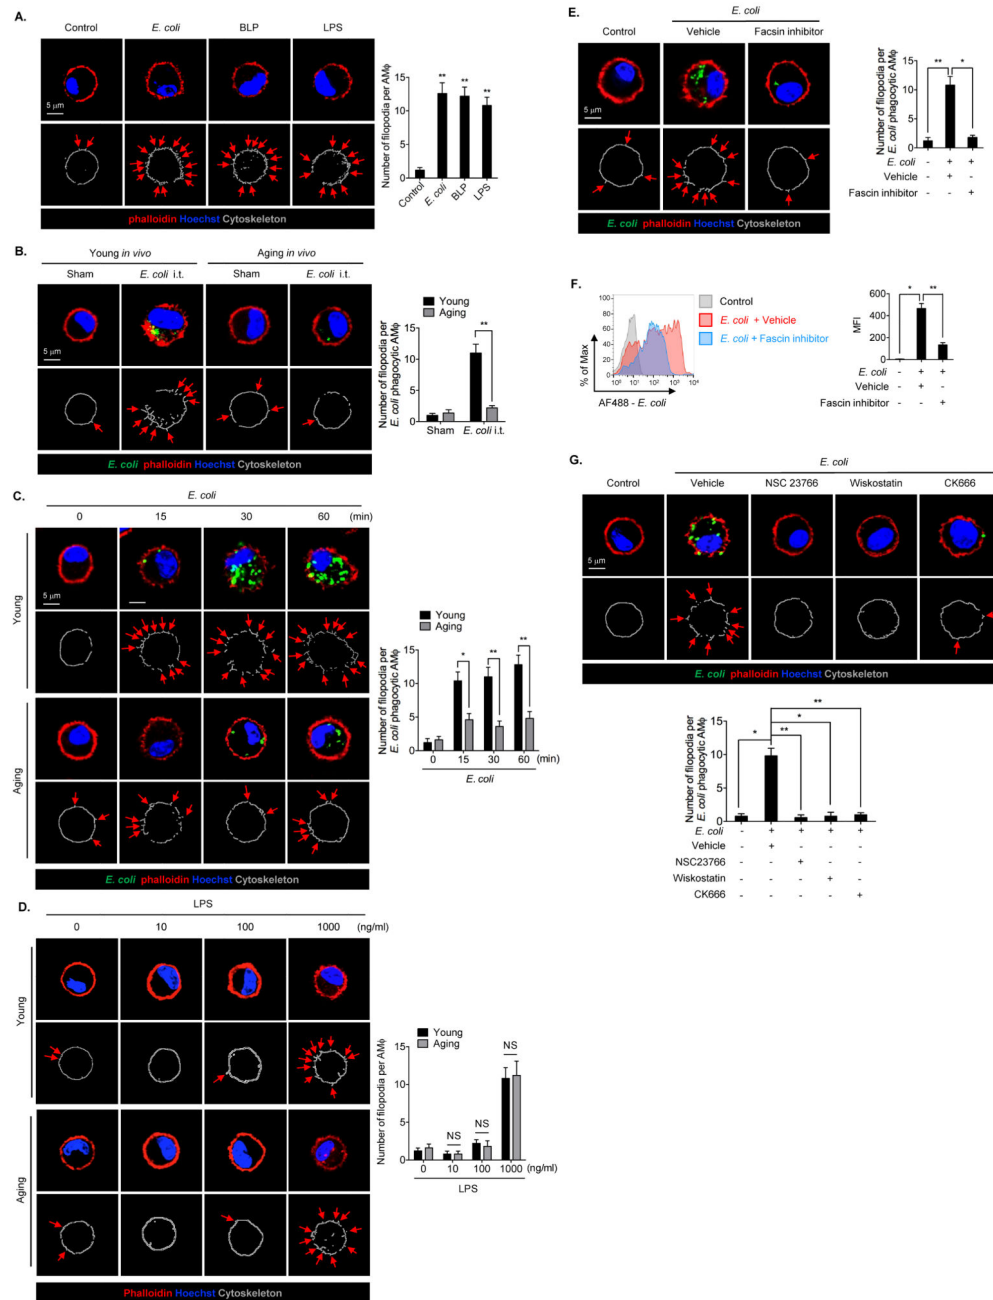 A.
Control E. coli BLP LPS
5 μm
phalloidin Hoechst Cytoskeleton
Number of filopodia per AMϕ
15
10
5
0
** ** **
Control E. coli BLP LPS
B.
Young in vivo Aging in vivo
Sham E. coli i.t. Sham E. coli i.t.
5 μm
E. coli phalloidin Hoechst Cytoskeleton
Young
Aging
Number of filopodia per
E. coli phagocytic AMϕ
15
10
5
0
**
Sham E. coli i.t.
C.
E. coli
0 15 30 60 (min)
Young
5 μm
Aging
E. coli phalloidin Hoechst Cytoskeleton
Young
Aging
Number of filopodia per
E. coli phagocytic AMϕ
15
10
5
0
* ** **
0 15 30 60 (min)
E. coli
D.
LPS
0 10 100 1000 (ng/ml)
Young
Aging
Phalloidin Hoechst Cytoskeleton
Young
Aging
Number of filopodia per AMϕ
15
10
5
0
NS NS NS
0 10 100 1000 (ng/ml)
LPS
E.
E. coli
Control Vehicle Fascin inhibitor
5 μm
E. coli phalloidin Hoechst Cytoskeleton
Number of filopodia per
E. coli phagocytic AMϕ
15
10
5
0
** *
E. coli - + +
Vehicle - + -
Fascin inhibitor - - +
F.
% of Max
100
80
60
40
20
0
10⁰ 10¹ 10² 10³ 10⁴
AF488 - E. coli
Control
E. coli + Vehicle
E. coli + Fascin inhibitor
MFI
600
400
200
0
* **
E. coli - + +
Vehicle - + -
Fascin inhibitor - - +
G.
E. coli
Control Vehicle NSC 23766 Wiskostatin CK666
5 μm
E. coli phalloidin Hoechst Cytoskeleton
Number of filopodia per
E. coli phagocytic AMϕ
15
10
5
0
**
*
* **
E. coli - + + + +
Vehicle - + - - -
NSC23766 - - + - -
Wiskostatin - - - + -
CK666 - - - - +